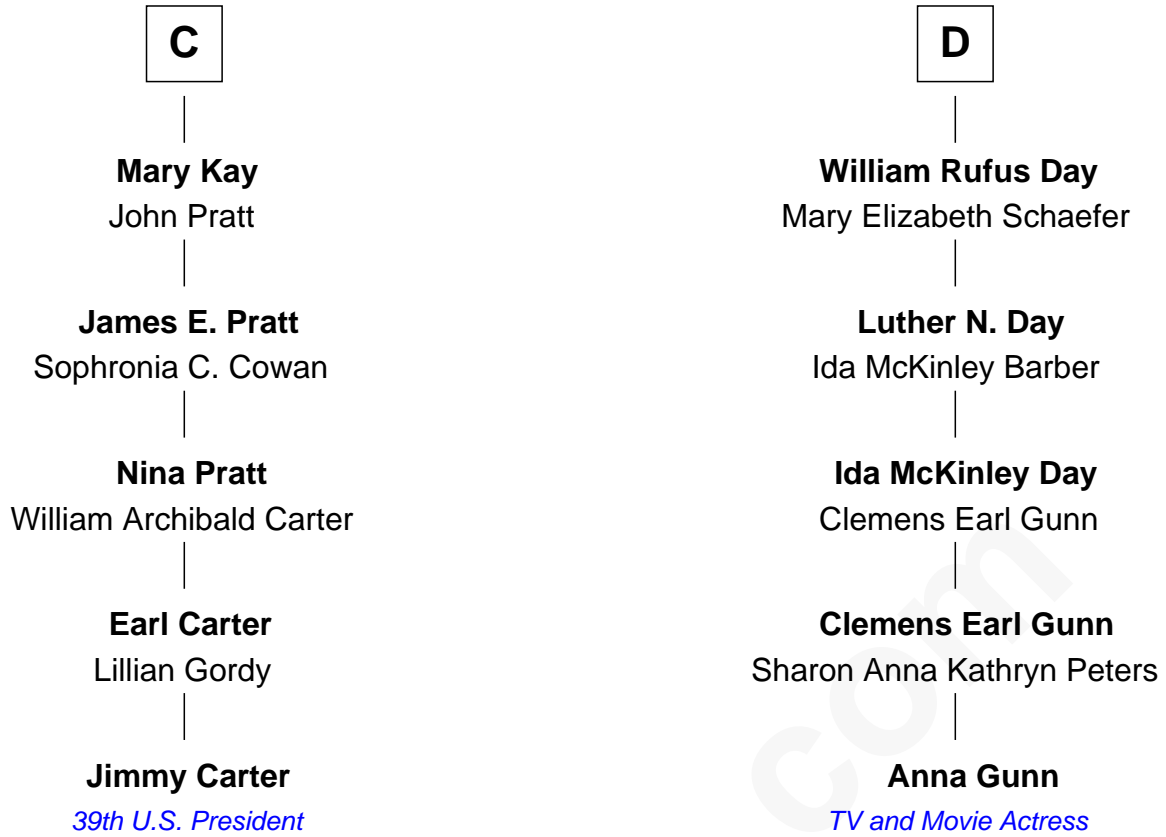 C
Mary Kay
John Pratt
James E. Pratt
Sophronia C. Cowan
Nina Pratt
William Archibald Carter
Earl Carter
Lillian Gordy
Jimmy Carter
39th U.S. President
D
William Rufus Day
Mary Elizabeth Schaefer
Luther N. Day
Ida McKinley Barber
Ida McKinley Day
Clemens Earl Gunn
Clemens Earl Gunn
Sharon Anna Kathryn Peters
Anna Gunn
TV and Movie Actress
com